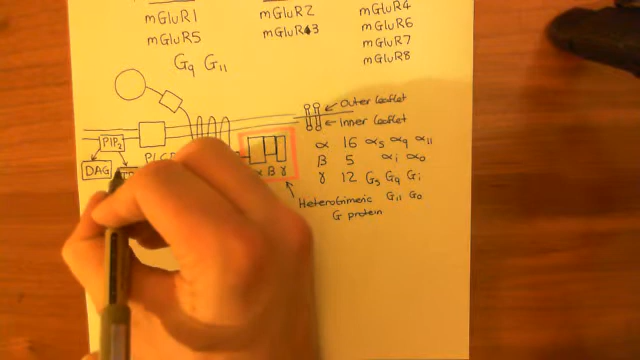 mGluR1
mGluR5
mGluR2
mGluR3
mGluR4
mGluR6
mGluR7
mGluR8
Gq G11
Outer leaflet
Inner leaflet
PIP2
DAG
α β γ
α 16 αs αq α11
β 5 αi αo
γ 12 Gs Gq Gi
G11 Go
Heterotrimeric
G protein